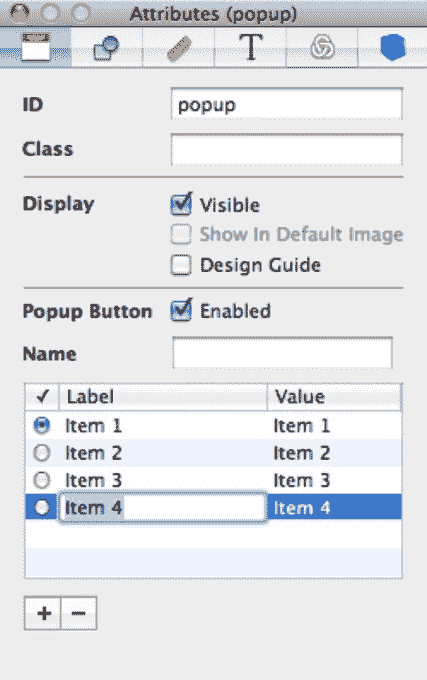 Attributes (popup)
T
ID popup
Class
Display Visible
Show In Default Image
Design Guide
Popup Button Enabled
Name
✓ Label Value
Item 1 Item 1
Item 2 Item 2
Item 3 Item 3
Item 4 Item 4
+ −